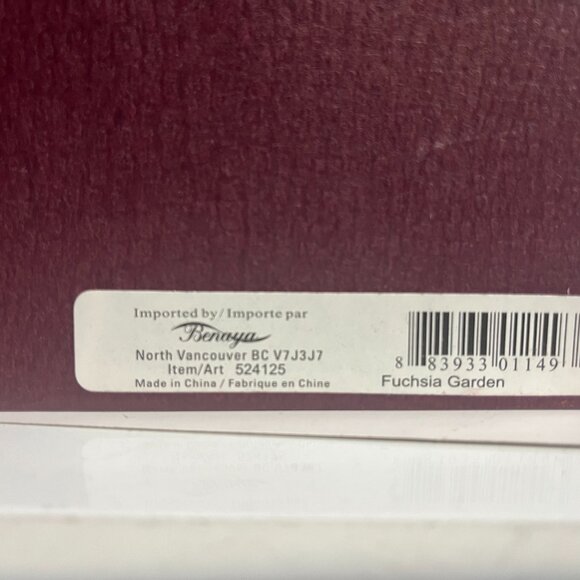 Imported by/Importe par
Benaya
North Vancouver BC V7J3J7
Item/Art 524125
Made in China / Fabrique en Chine
8 83933 01149
Fuchsia Garden